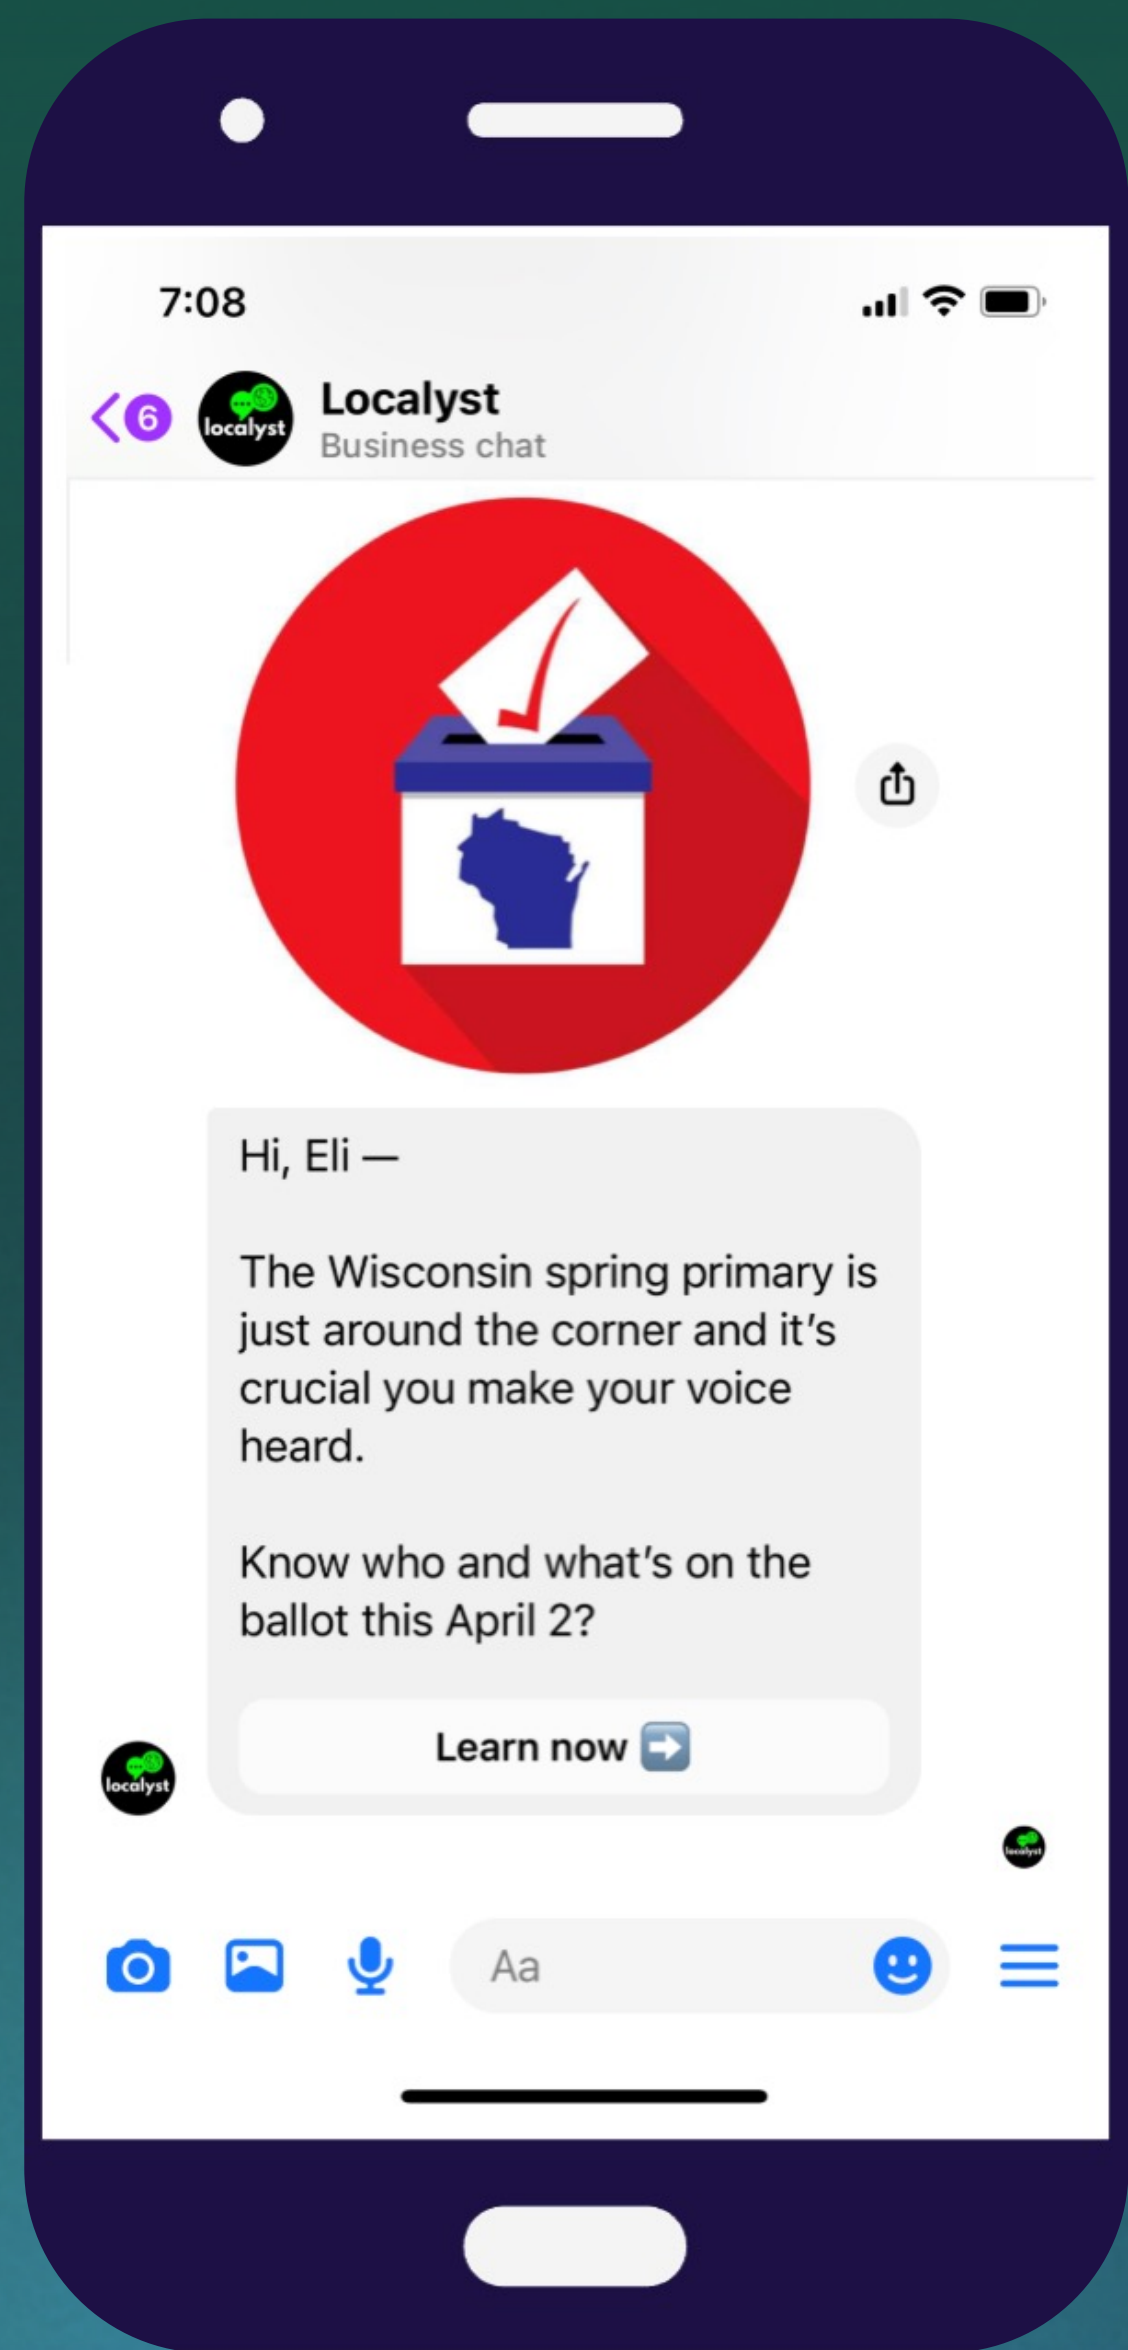 7:08
6
localyst
Localyst
Business chat
Hi, Eli —
The Wisconsin spring primary is
just around the corner and it's
crucial you make your voice
heard.
Know who and what's on the
ballot this April 2?
Learn now ➡️
localyst
localyst
Aa